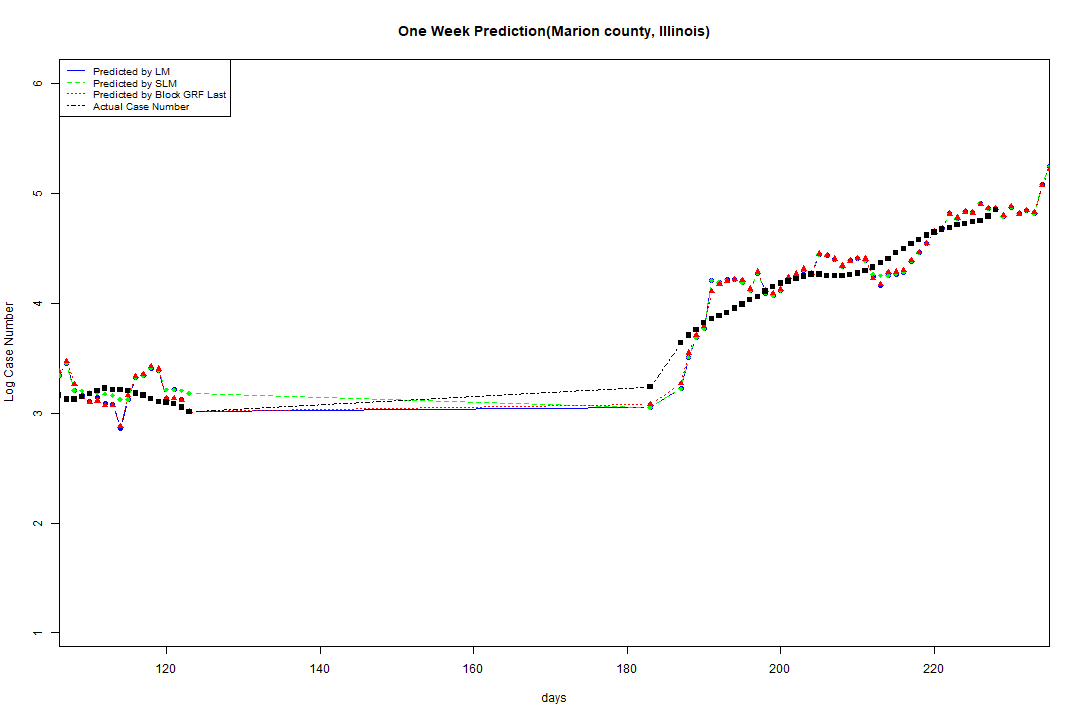 One Week Prediction(Marion county, Illinois)
Predicted by LM
Predicted by SLM
Predicted by Block GRF Last
Actual Case Number
6
5
4
3
2
1
Log Case Number
120 140 160 180 200 220
days